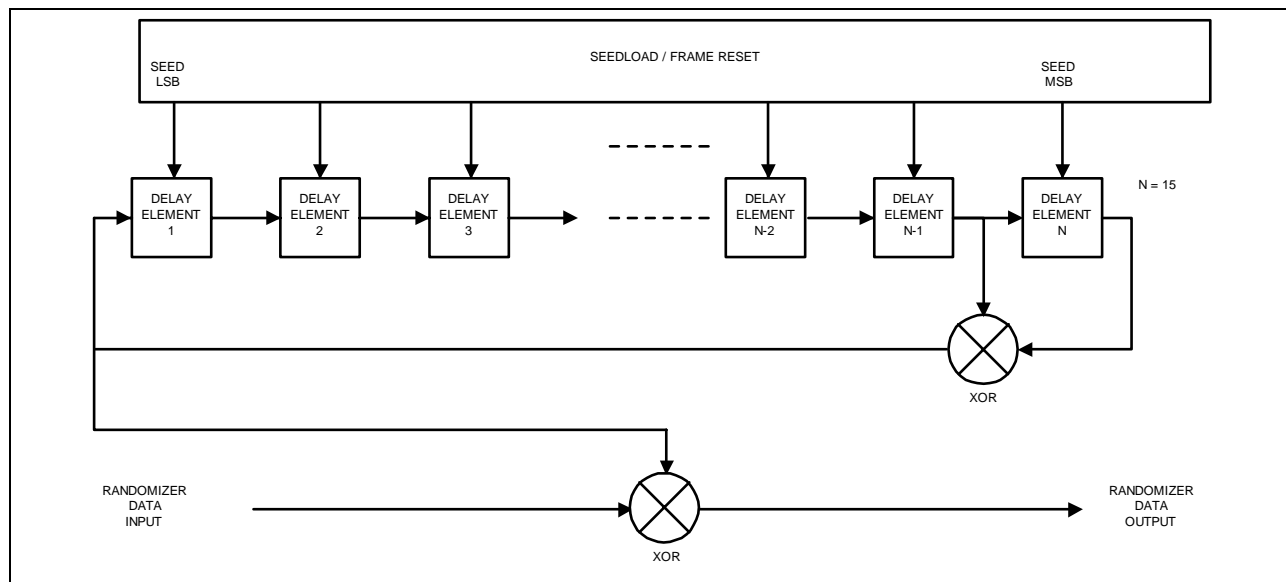 SEEDLOAD / FRAME RESET
SEED
LSB
SEED
MSB
DELAY
ELEMENT
1
DELAY
ELEMENT
2
DELAY
ELEMENT
3
DELAY
ELEMENT
N-2
DELAY
ELEMENT
N-1
DELAY
ELEMENT
N
N = 15
XOR
RANDOMIZER
DATA
INPUT
XOR
RANDOMIZER
DATA
OUTPUT